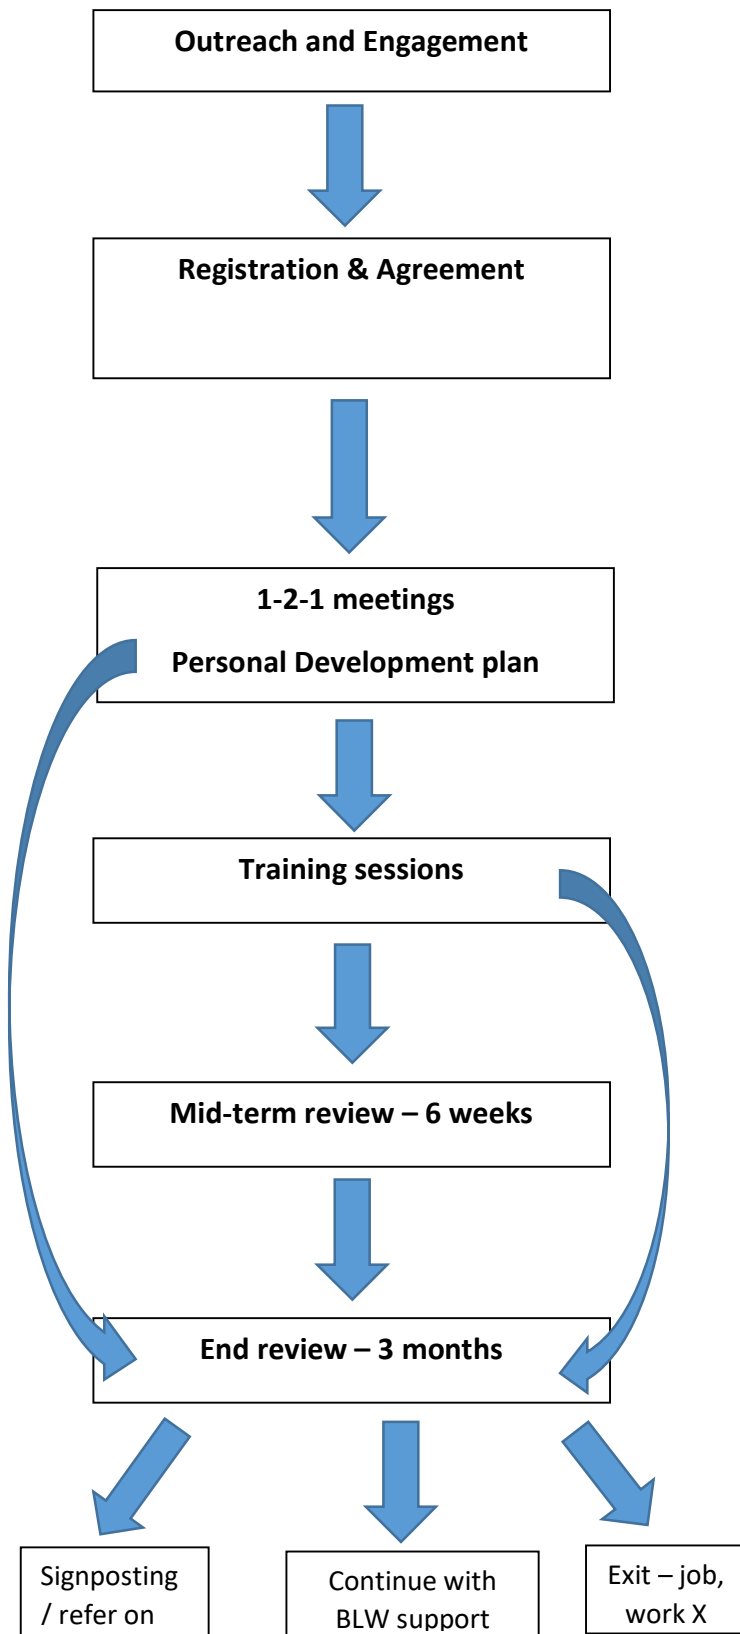 Outreach and Engagement
Registration & Agreement
1-2-1 meetings
Personal Development plan
Training sessions
Mid-term review – 6 weeks
End review – 3 months
Signposting
/ refer on
Continue with
BLW support
Exit – job,
work X